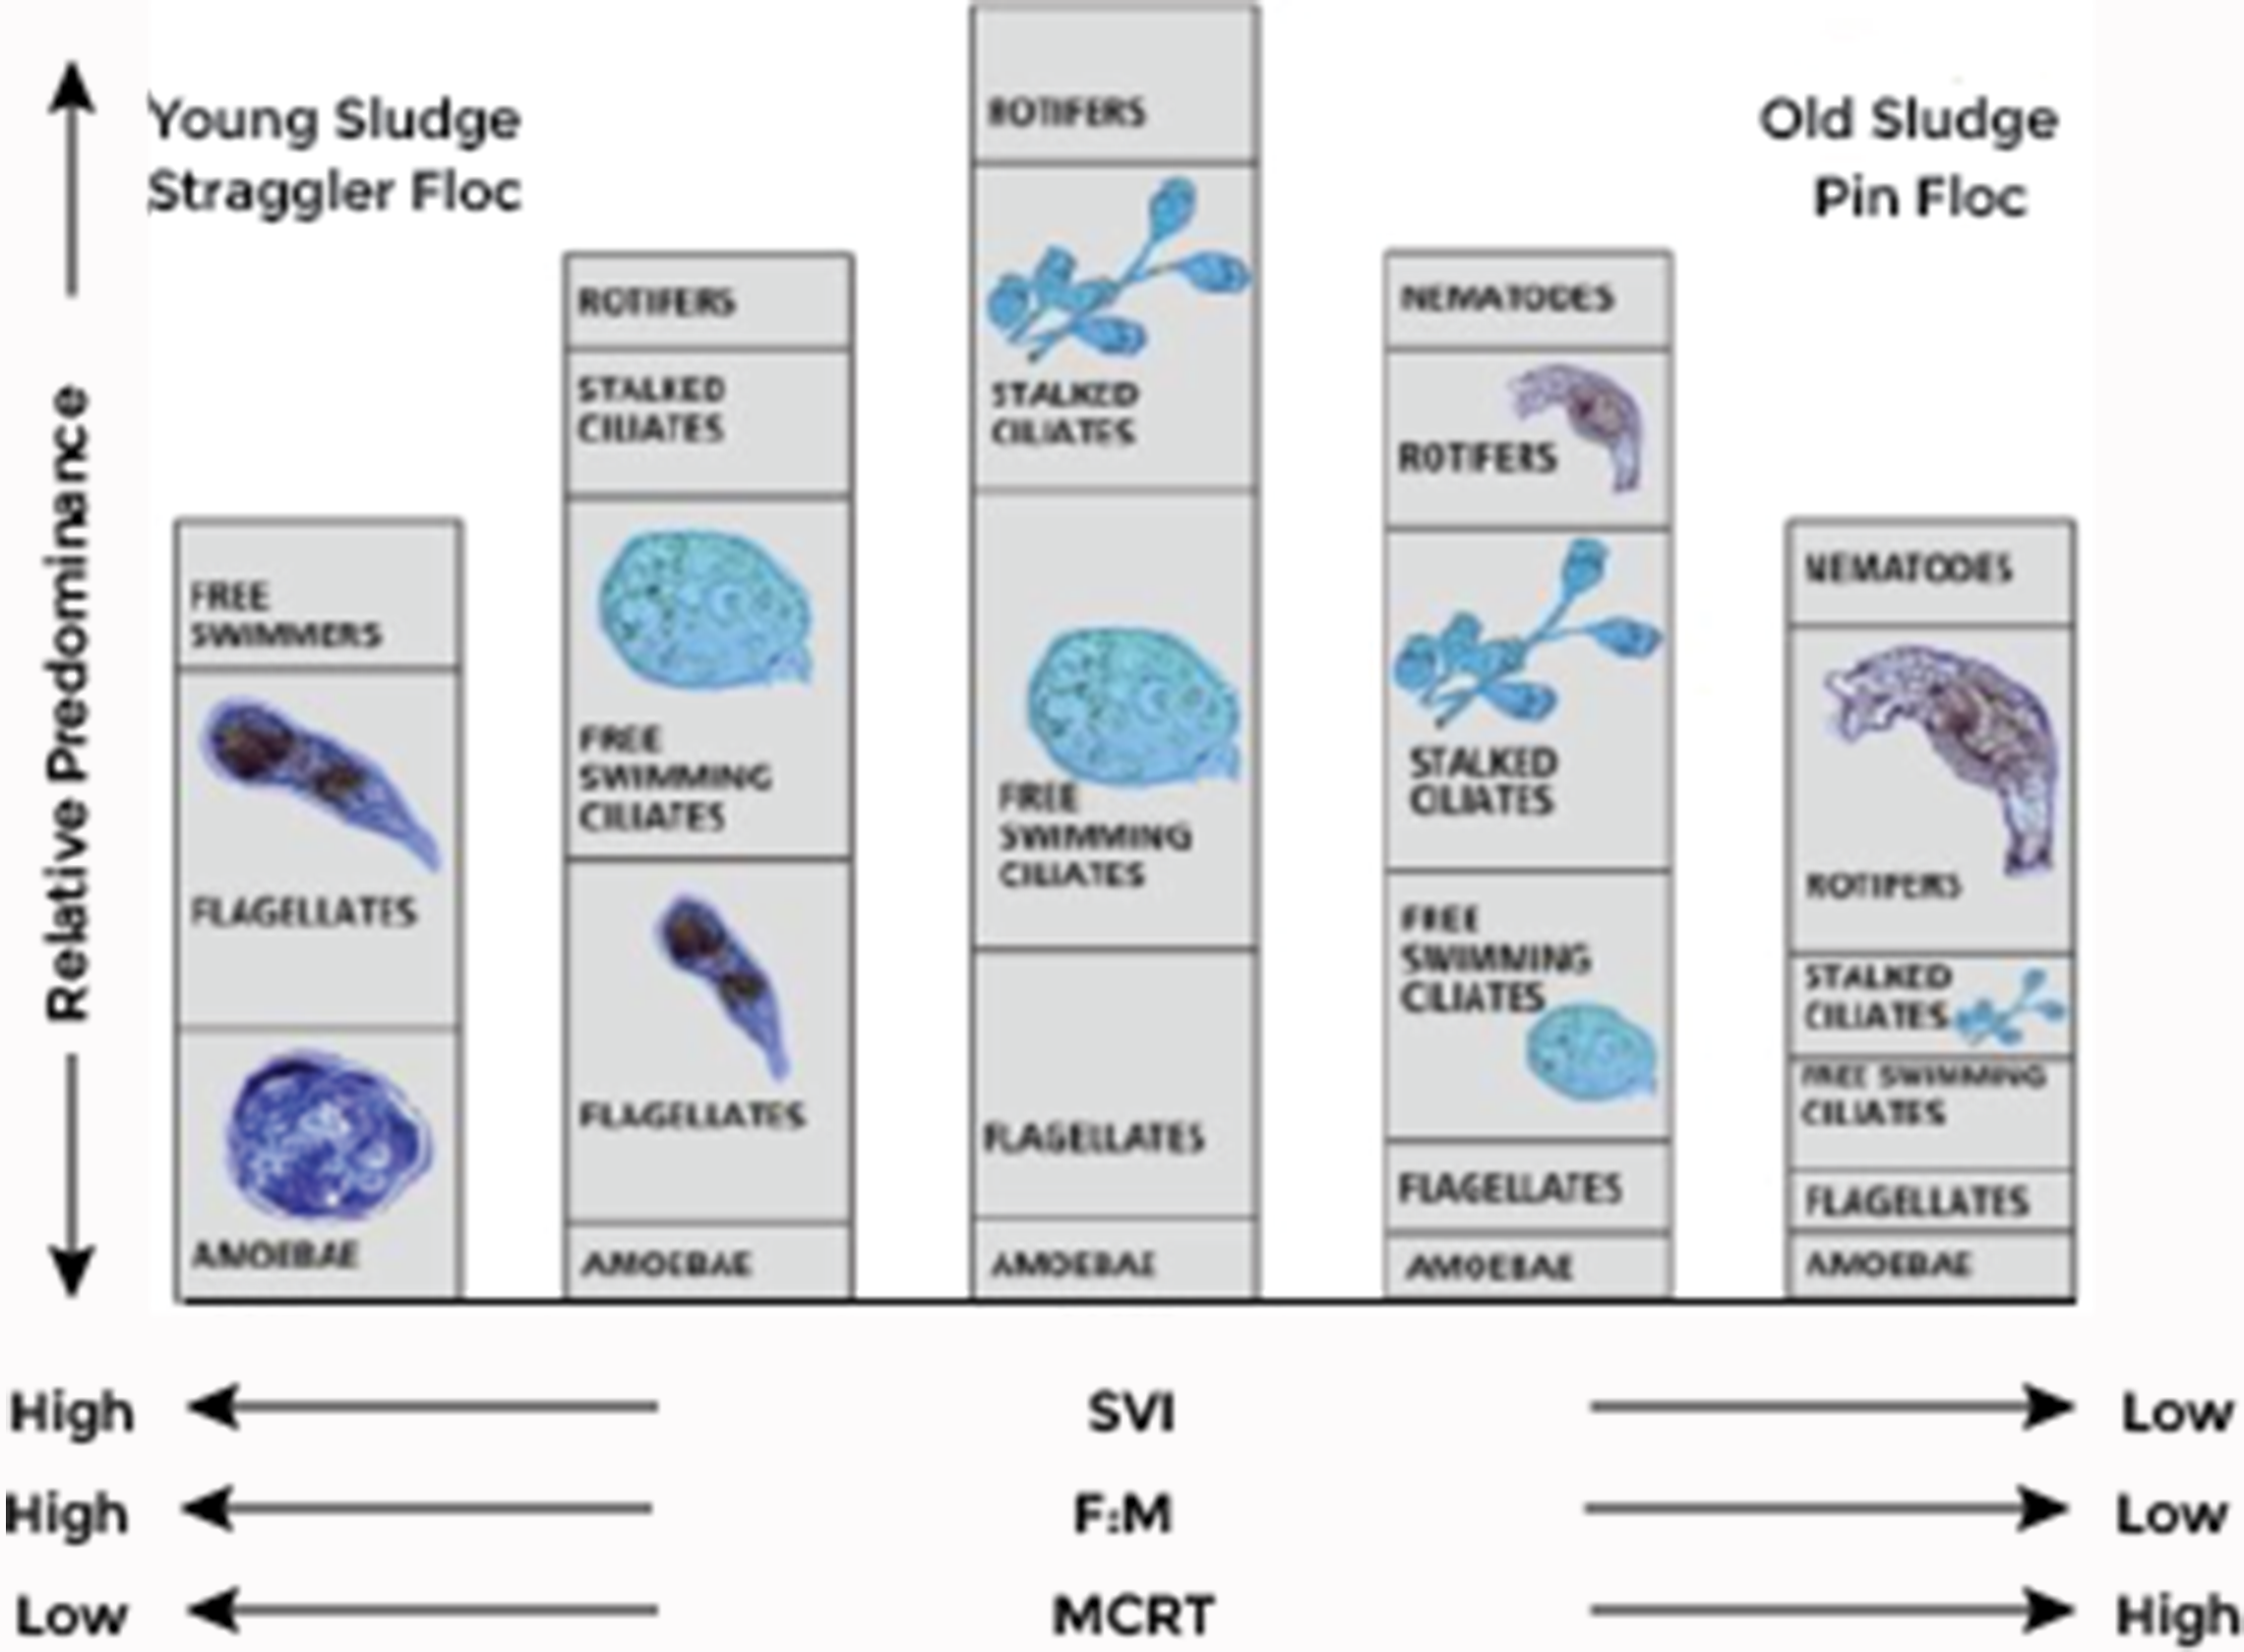 Relative Predominance
Young Sludge
Straggler Floc
Old Sludge
Pin Floc
FREE
SWIMMERS
FLAGELLATES
AMOEBAE
ROTIFERS
STALKED
CILIATES
FREE
SWIMMING
CILIATES
FLAGELLATES
AMOEBAE
ROTIFERS
STALKED
CILIATES
FREE
SWIMMING
CILIATES
FLAGELLATES
AMOEBAE
NEMATODES
ROTIFERS
STALKED
CILIATES
FREE
SWIMMING
CILIATES
FLAGELLATES
AMOEBAE
NEMATODES
ROTIFERS
STALKED
CILIATES
FREE SWIMMING
CILIATES
FLAGELLATES
AMOEBAE
High SVI Low
High F:M Low
Low MCRT High